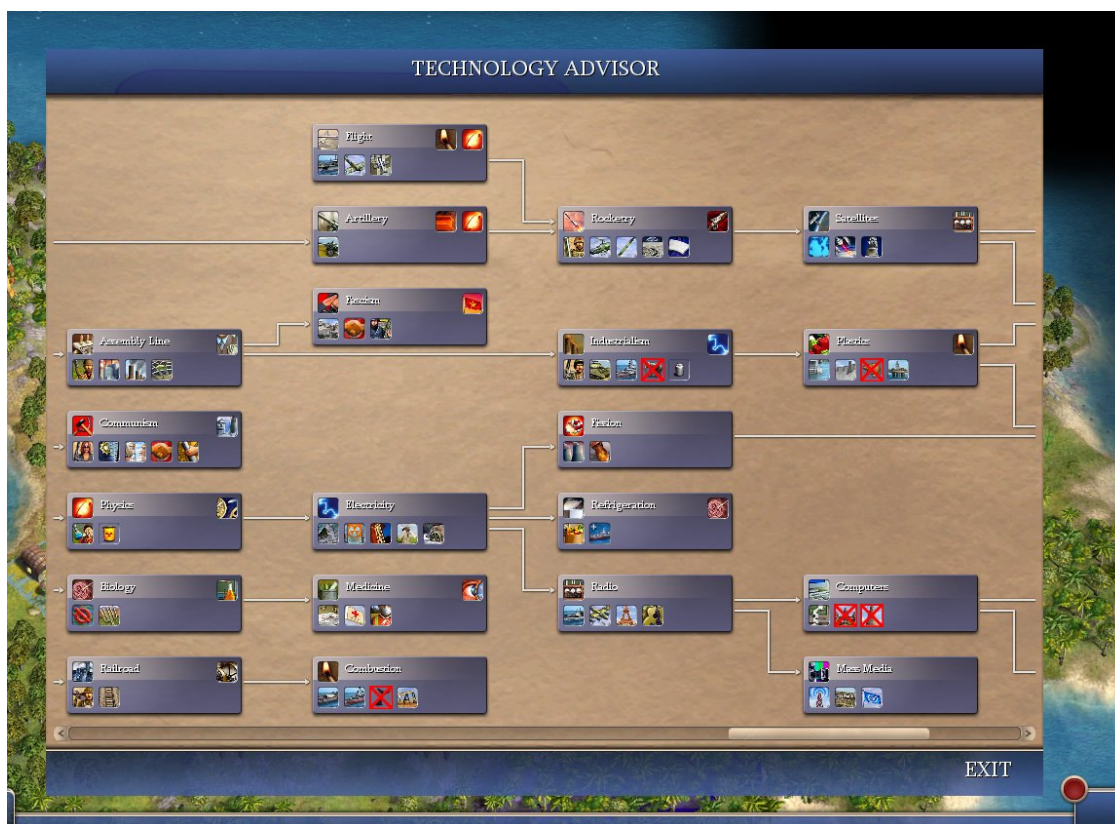 TECHNOLOGY ADVISOR
Flight
Artillery
Rocketry
Satellites
Fascism
Assembly Line
Industrialism
Plastics
Communism
Fission
Physics
Electricity
Refrigeration
Biology
Medicine
Radio
Computers
Railroad
Combustion
Mass Media
EXIT